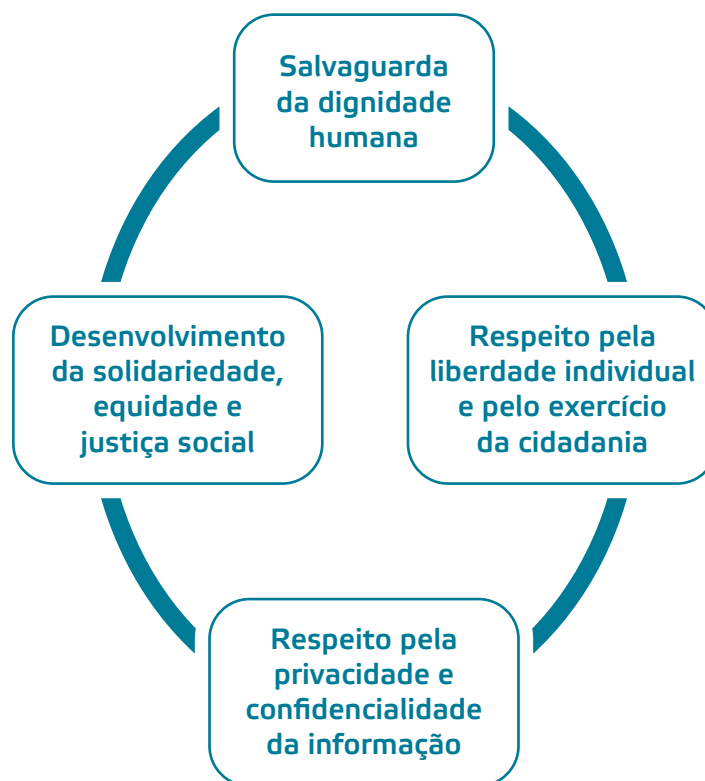 Salvaguarda
da dignidade
humana
Desenvolvimento
da solidariedade,
equidade e
justiça social
Respeito pela
liberdade individual
e pelo exercício
da cidadania
Respeito pela
privacidade e
confidencialidade
da informação